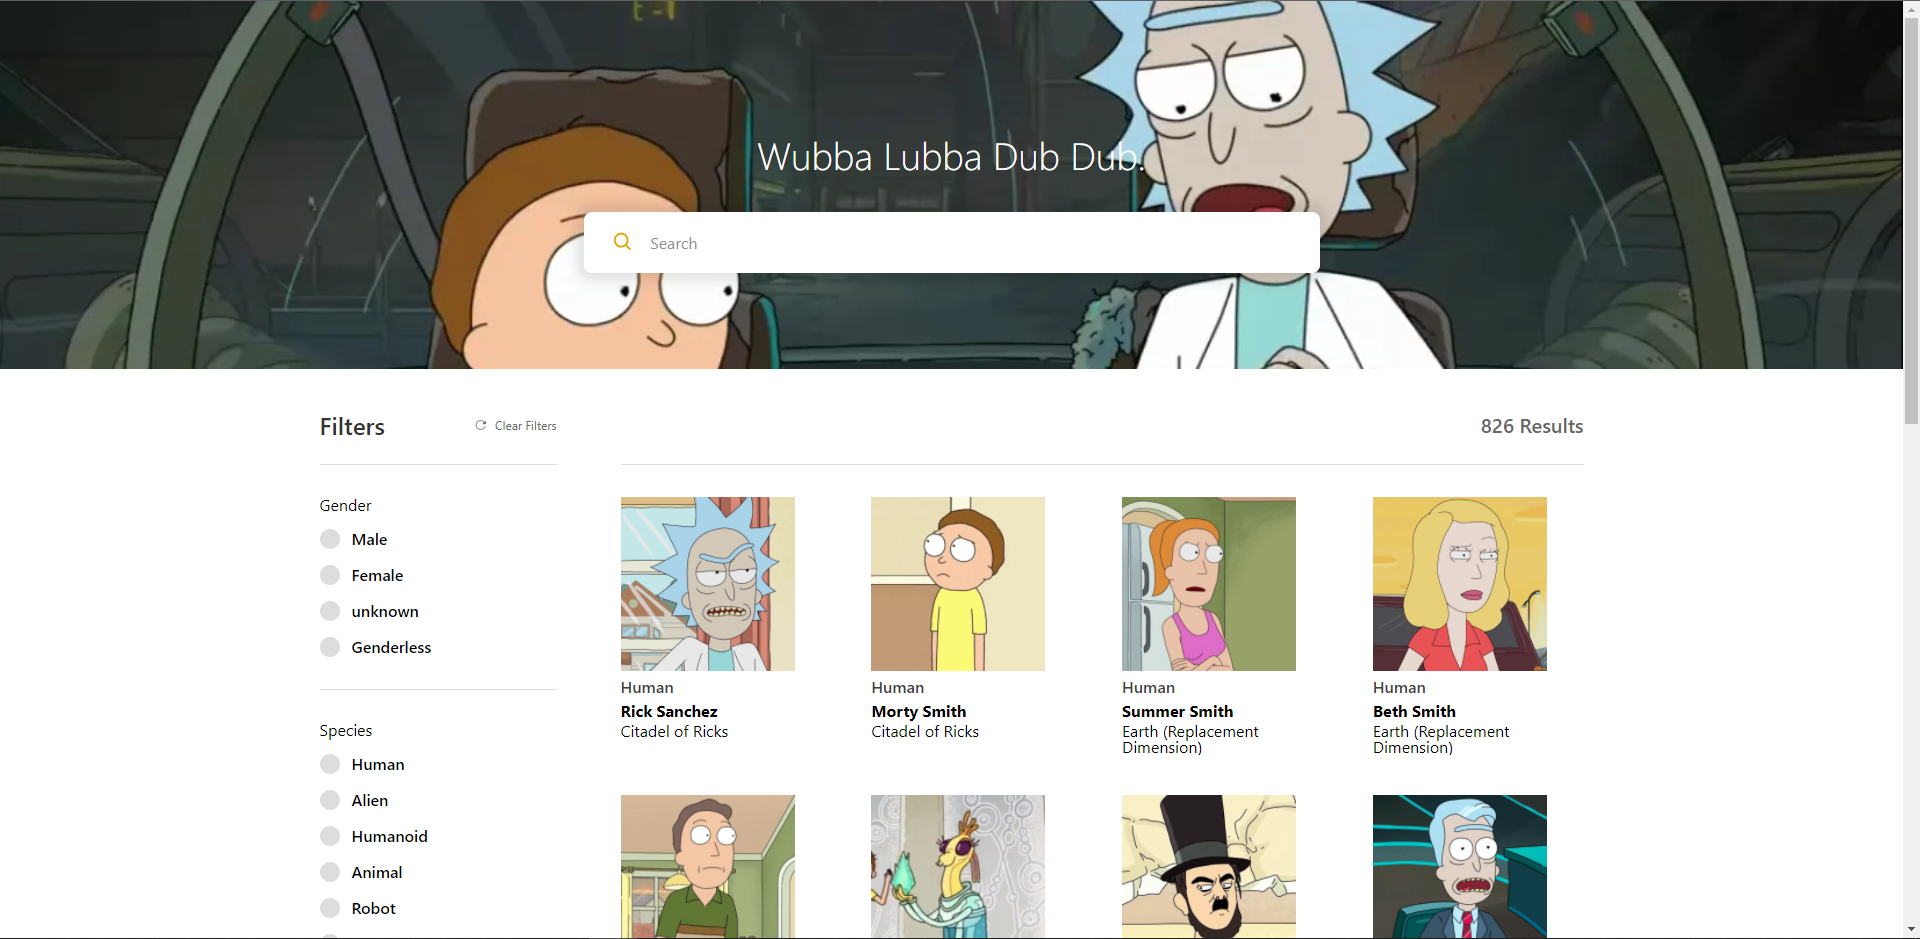 Wubba Lubba Dub Dub.
Search
Filters
Clear Filters
826 Results
Gender
Male
Female
unknown
Genderless
Species
Human
Alien
Humanoid
Animal
Robot
Human
Rick Sanchez
Citadel of Ricks
Human
Morty Smith
Citadel of Ricks
Human
Summer Smith
Earth (Replacement
Dimension)
Human
Beth Smith
Earth (Replacement
Dimension)